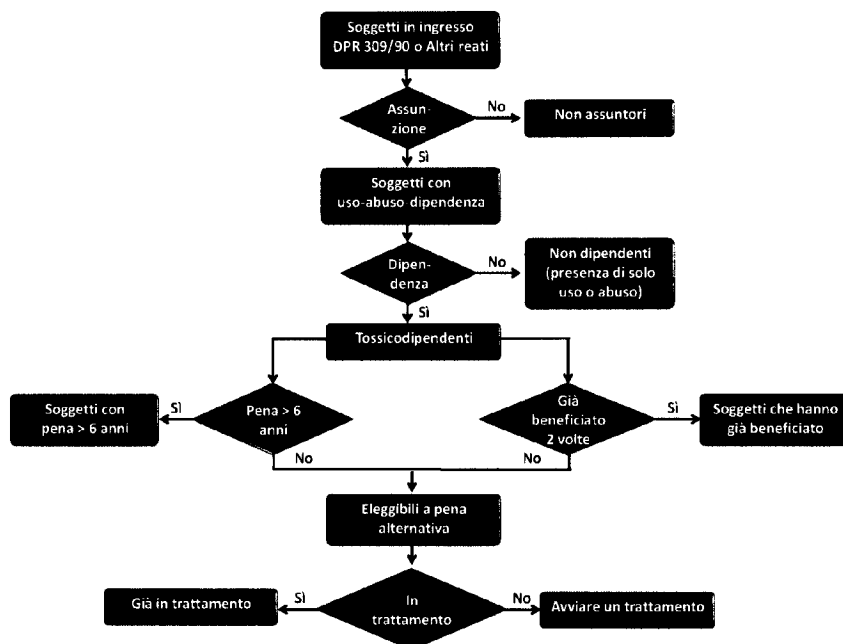 Soggetti in ingresso
DPR 309/90 o Altri reati
Assun-
zione
No
Non assuntori
Sì
Soggetti con
uso-abuso-dipendenza
Dipen-
denza
No
Non dipendenti
(presenza di solo
uso o abuso)
Sì
Tossicodipendenti
Soggetti con
pena > 6 anni
Sì
Pena > 6
anni
No
Già
beneficiato
2 volte
Sì
Soggetti che hanno
già beneficiato
No
Eleggibili a pena
alternativa
Già in trattamento
Sì
In
trattamento
No
Avviare un trattamento